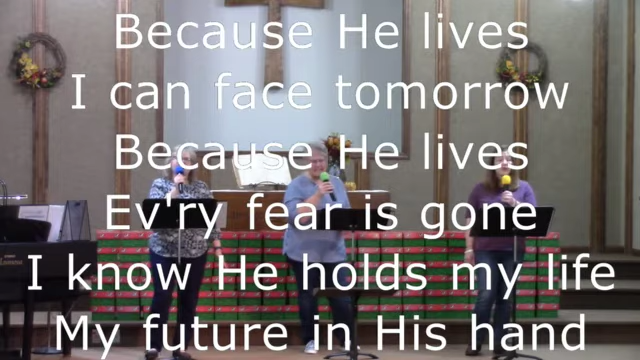 Because He lives
I can face tomorrow
Because He lives
Ev'ry fear is gone
I know He holds my life
My future in His hand